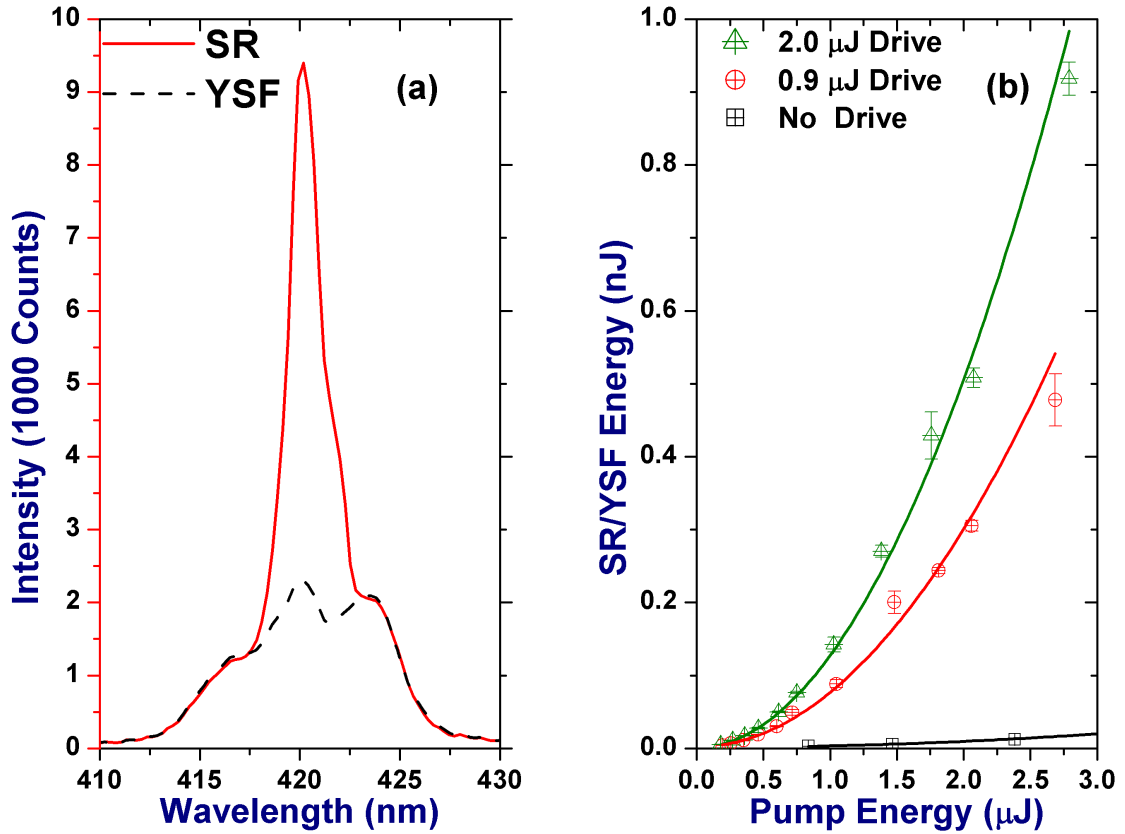 SR
YSF
(a)
10
9
8
7
6
5
4
3
2
1
0
Intensity (1000 Counts)
410 415 420 425 430
Wavelength (nm)
2.0 μJ Drive
0.9 μJ Drive
No Drive
(b)
1.0
0.8
0.6
0.4
0.2
0.0
SR/YSF Energy (nJ)
0.0 0.5 1.0 1.5 2.0 2.5 3.0
Pump Energy (μJ)